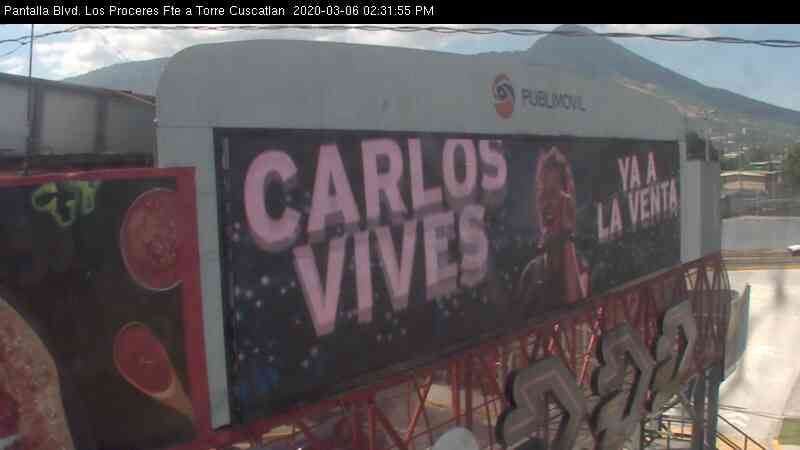 Pantalla Blvd. Los Proceres Fte a Torre Cuscatlan 2020-03-06 02:31:55 PM
PUBLIMOVIL
CARLOS
VIVES
YA A
LA VENTA